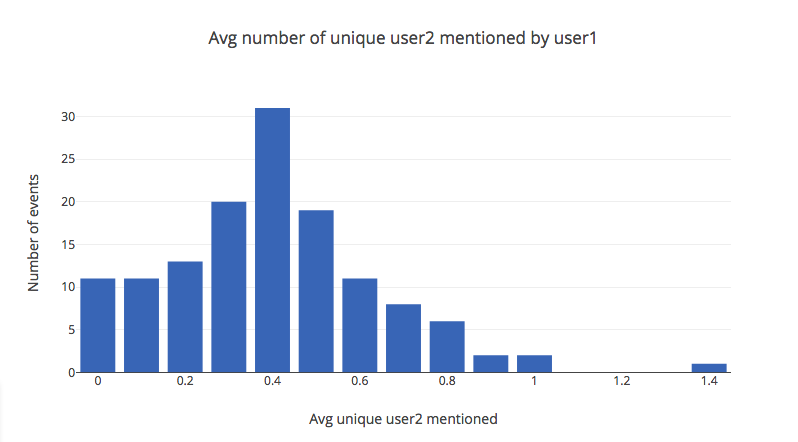 Avg number of unique user2 mentioned by user1
Number of events
30
25
20
15
10
5
0
0 0.2 0.4 0.6 0.8 1 1.2 1.4
Avg unique user2 mentioned